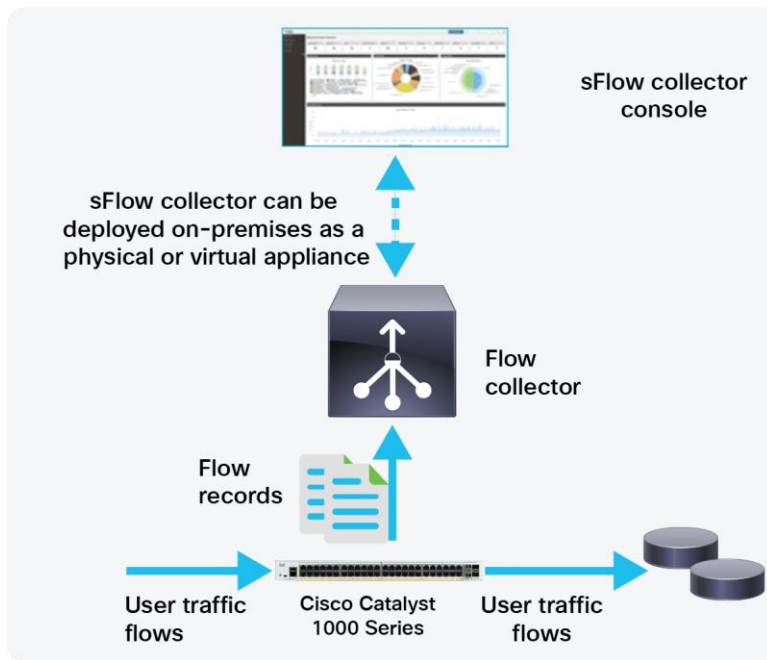 sFlow collector
console
sFlow collector can be
deployed on-premises as a
physical or virtual appliance
Flow
collector
Flow
records
User traffic
flows
Cisco Catalyst
1000 Series
User traffic
flows